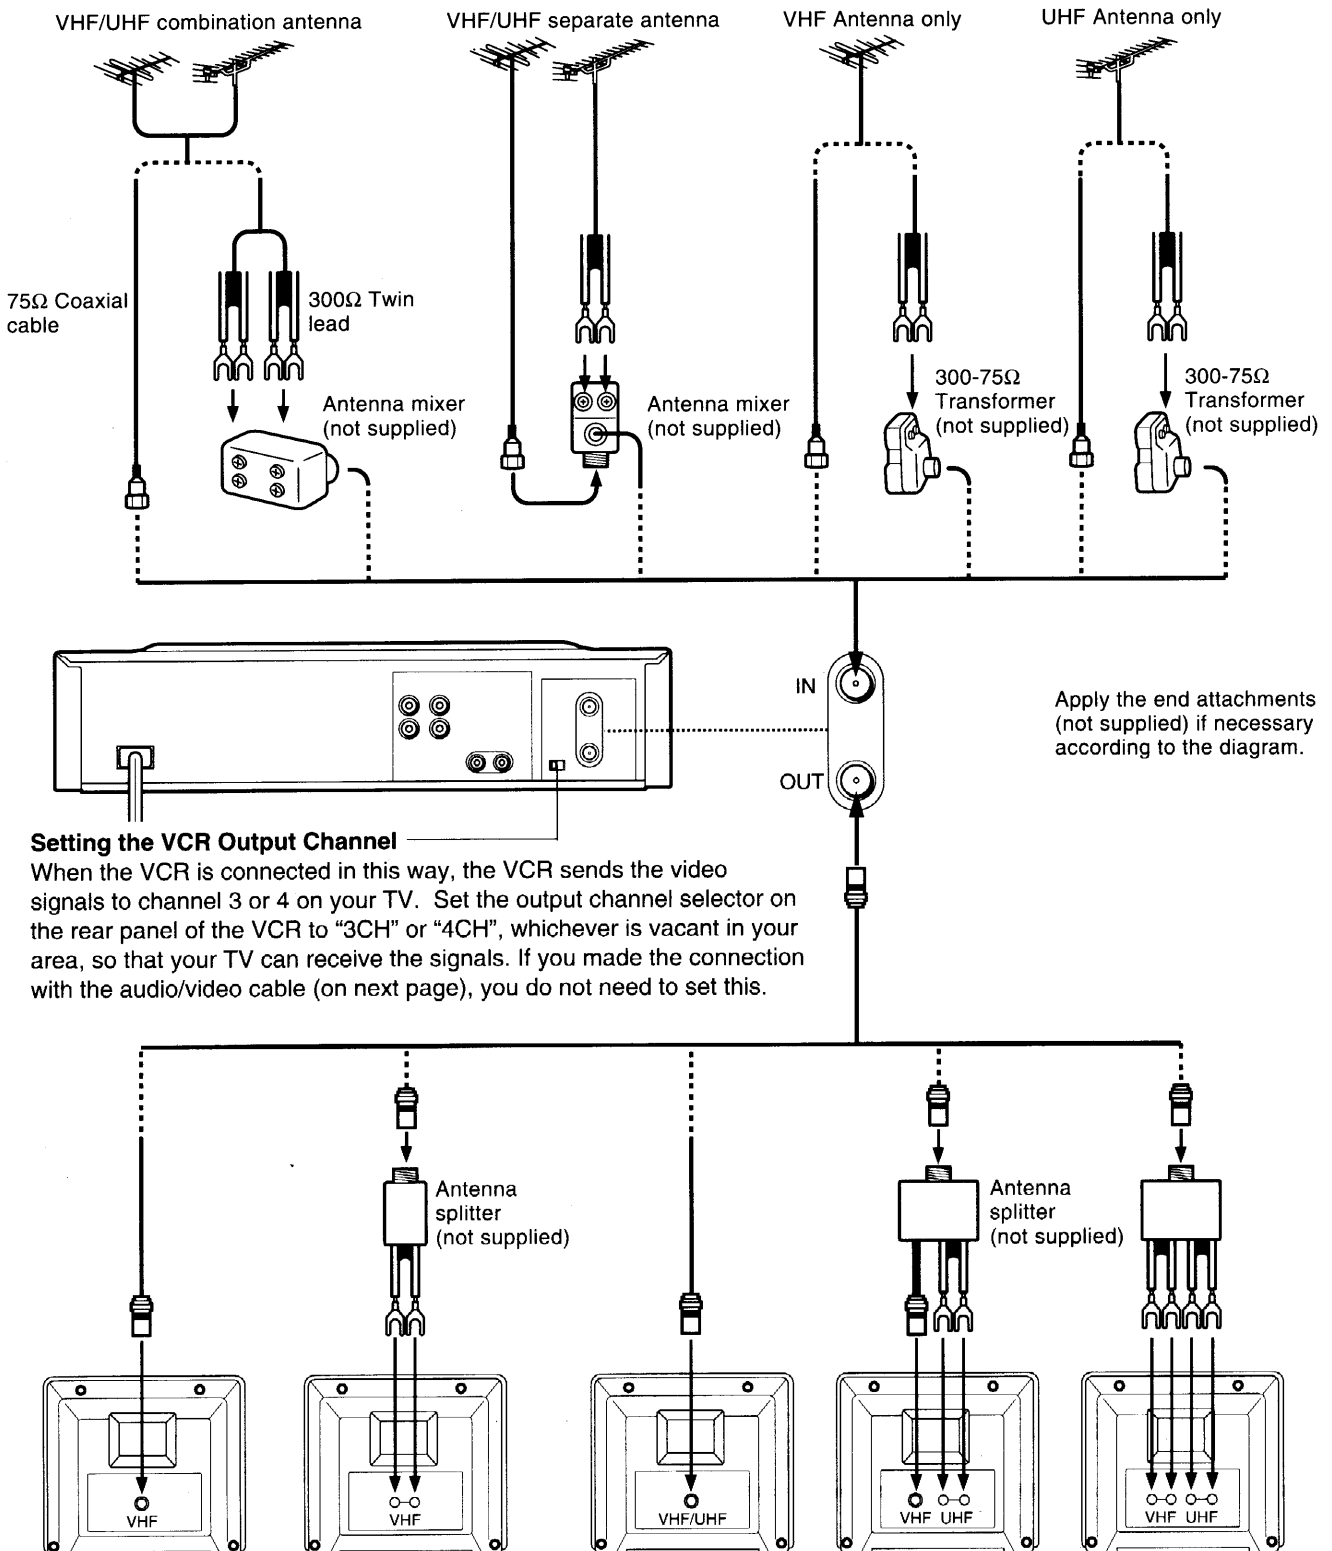 VHF/UHF combination antenna
VHF/UHF separate antenna
VHF Antenna only
UHF Antenna only
75Ω Coaxial
cable
300Ω Twin
lead
Antenna mixer
(not supplied)
Antenna mixer
(not supplied)
300-75Ω
Transformer
(not supplied)
300-75Ω
Transformer
(not supplied)
IN
OUT
Apply the end attachments
(not supplied) if necessary
according to the diagram.
Setting the VCR Output Channel
When the VCR is connected in this way, the VCR sends the video
signals to channel 3 or 4 on your TV. Set the output channel selector on
the rear panel of the VCR to “3CH” or “4CH”, whichever is vacant in your
area, so that your TV can receive the signals. If you made the connection
with the audio/video cable (on next page), you do not need to set this.
Antenna
splitter
(not supplied)
Antenna
splitter
(not supplied)
VHF
VHF
VHF/UHF
VHF UHF
VHF UHF